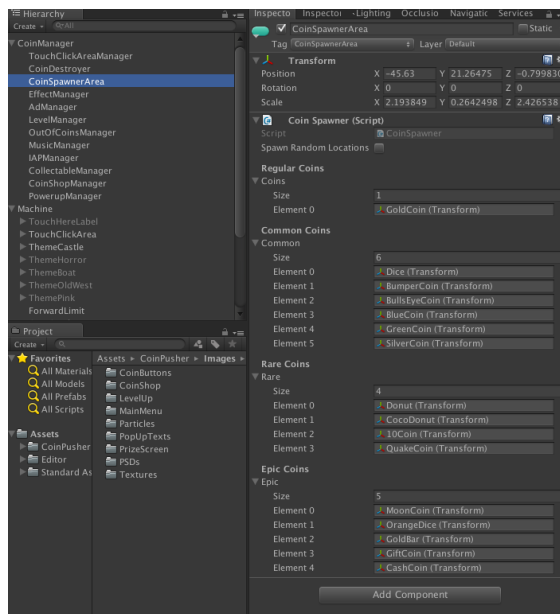 Hierarchy
Create
All
CoinManager
TouchClickAreaManager
CoinDestroyer
CoinSpawnerArea
EffectManager
AdManager
LevelManager
OutOfCoinsManager
MusicManager
IAPManager
CollectableManager
CoinShopManager
PowerupManager
Machine
TouchHereLabel
TouchClickArea
ThemeCastle
ThemeHorror
ThemeBoat
ThemeOldWest
ThemePink
ForwardLimit
Project
Create
Favorites
All Materials
All Models
All Prefabs
All Scripts
Assets
CoinPusher
Editor
Standard As
Assets ▸ CoinPusher ▸ Images ▸
CoinButtons
CoinShop
LevelUp
MainMenu
Particles
PopUpTexts
PrizeScreen
PSDs
Textures
Inspecto Inspector Lighting Occlusio Navigatic Services
CoinSpawnerArea Static
Tag CoinSpawnerArea Layer Default
Transform
Position X -45.63 Y 21.26475 Z -0.799830
Rotation X 0 Y 0 Z 0
Scale X 2.193849 Y 0.2642498 Z 2.426538
Coin Spawner (Script)
Script CoinSpawner
Spawn Random Locations
Regular Coins
Coins
Size 1
Element 0 GoldCoin (Transform)
Common Coins
Common
Size 6
Element 0 Dice (Transform)
Element 1 BumperCoin (Transform)
Element 2 BullsEyeCoin (Transform)
Element 3 BlueCoin (Transform)
Element 4 GreenCoin (Transform)
Element 5 SilverCoin (Transform)
Rare Coins
Rare
Size 4
Element 0 Donut (Transform)
Element 1 CocoDonut (Transform)
Element 2 10Coin (Transform)
Element 3 QuakeCoin (Transform)
Epic Coins
Epic
Size 5
Element 0 MoonCoin (Transform)
Element 1 OrangeDice (Transform)
Element 2 GoldBar (Transform)
Element 3 GiftCoin (Transform)
Element 4 CashCoin (Transform)
Add Component